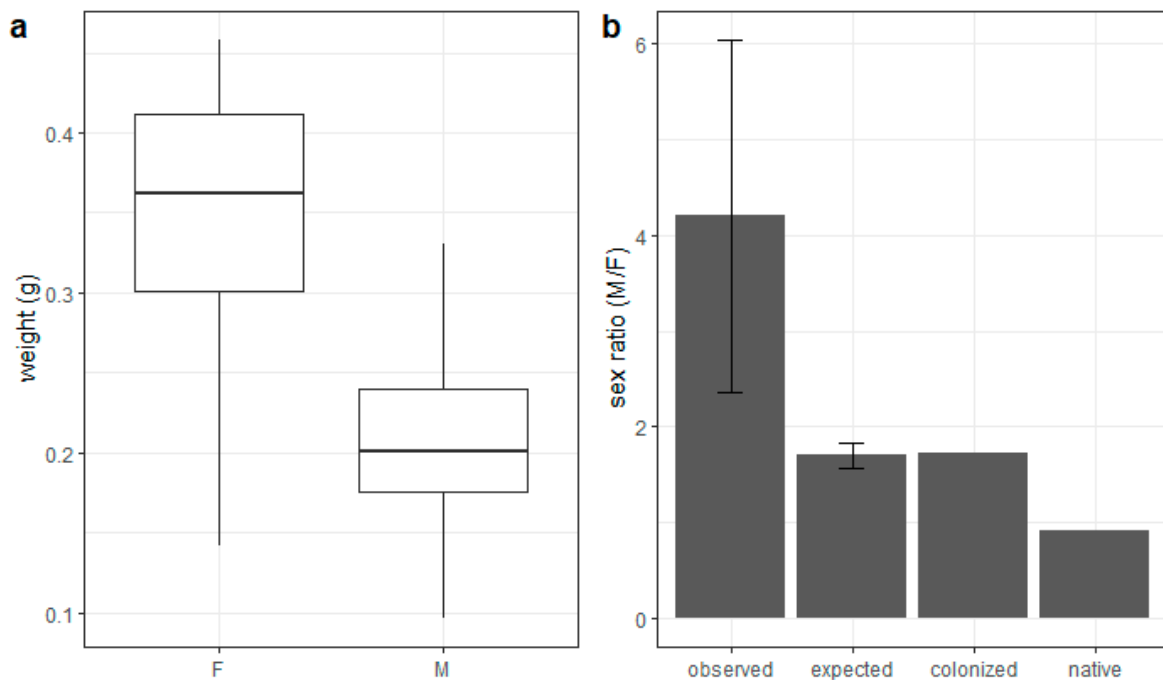 a
weight (g)
0.4
0.3
0.2
0.1
F M
b
sex ratio (M/F)
6
4
2
0
observed expected colonized native